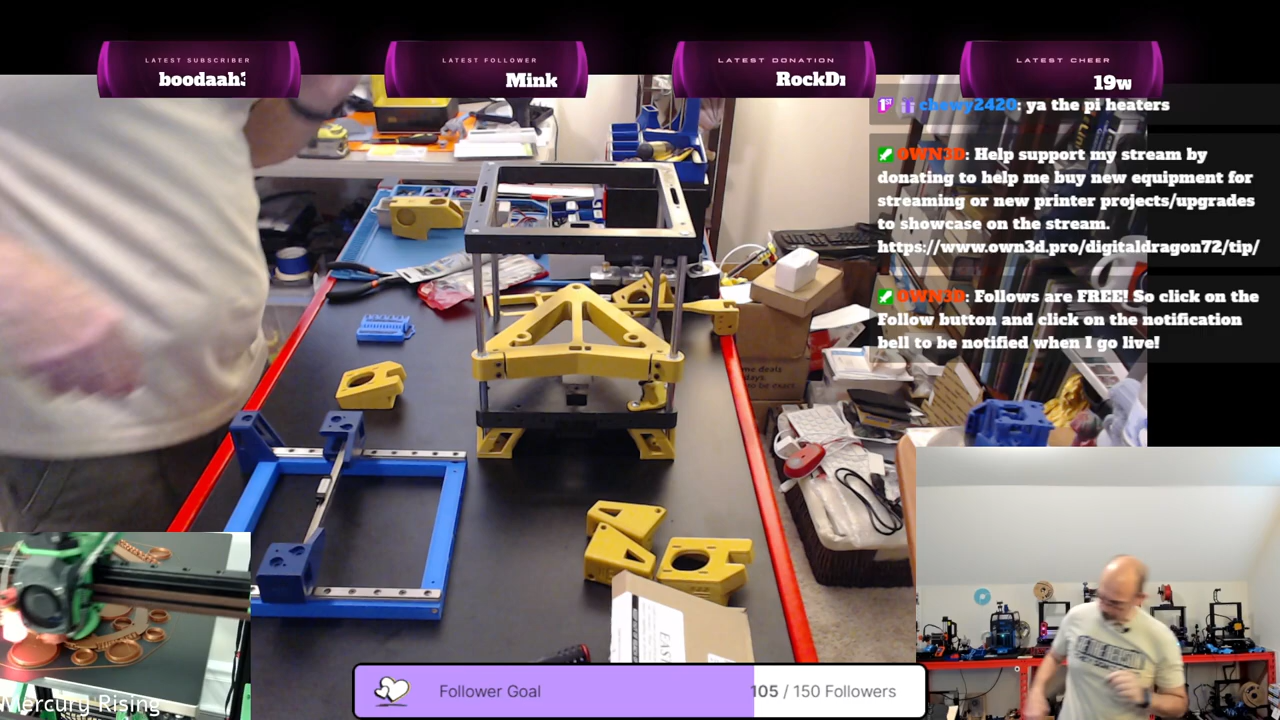 LATEST SUBSCRIBER
boodaah
LATEST FOLLOWER
Mink
LATEST DONATION
RockD
LATEST CHEER
19w
1ST chewy2420: ya the pi heaters
OWN3D: Help support my stream by
donating to help me buy new equipment for
streaming or new printer projects/upgrades
to showcase on the stream.
https://www.own3d.pro/digitaldragon72/tip/
OWN3D: Follows are FREE! So click on the
Follow button and click on the notification
bell to be notified when I go live!
Mercury Rising
Follower Goal
105 / 150 Followers